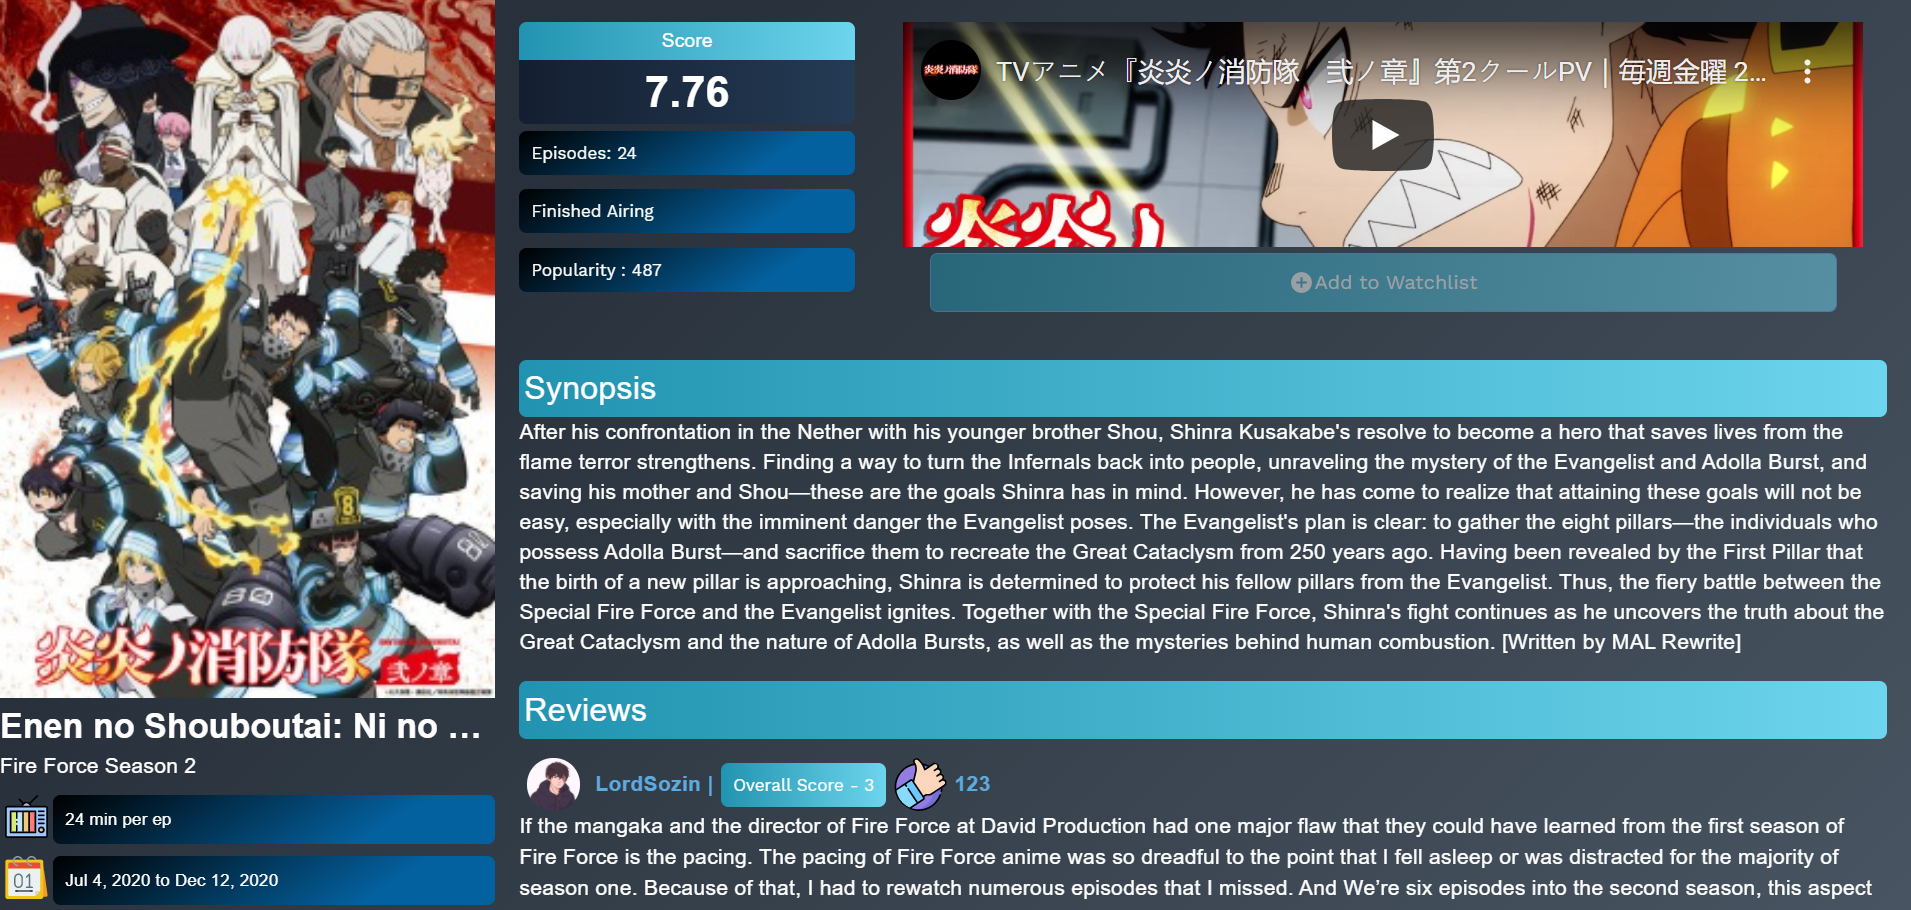 炎炎ノ消防隊
弐ノ章
8
Enen no Shouboutai: Ni no ...
Fire Force Season 2
24 min per ep
01
Jul 4, 2020 to Dec 12, 2020
Score
7.76
Episodes: 24
Finished Airing
Popularity : 487
炎炎ノ消防隊
TVアニメ『炎炎ノ消防隊 弐ノ章』第2クールPV | 毎週金曜 2...
炎炎ノ
Add to Watchlist
Synopsis
After his confrontation in the Nether with his younger brother Shou, Shinra Kusakabe's resolve to become a hero that saves lives from the
flame terror strengthens. Finding a way to turn the Infernals back into people, unraveling the mystery of the Evangelist and Adolla Burst, and
saving his mother and Shou—these are the goals Shinra has in mind. However, he has come to realize that attaining these goals will not be
easy, especially with the imminent danger the Evangelist poses. The Evangelist's plan is clear: to gather the eight pillars—the individuals who
possess Adolla Burst—and sacrifice them to recreate the Great Cataclysm from 250 years ago. Having been revealed by the First Pillar that
the birth of a new pillar is approaching, Shinra is determined to protect his fellow pillars from the Evangelist. Thus, the fiery battle between the
Special Fire Force and the Evangelist ignites. Together with the Special Fire Force, Shinra's fight continues as he uncovers the truth about the
Great Cataclysm and the nature of Adolla Bursts, as well as the mysteries behind human combustion. [Written by MAL Rewrite]
Reviews
LordSozin | Overall Score - 3 123
If the mangaka and the director of Fire Force at David Production had one major flaw that they could have learned from the first season of
Fire Force is the pacing. The pacing of Fire Force anime was so dreadful to the point that I fell asleep or was distracted for the majority of
season one. Because of that, I had to rewatch numerous episodes that I missed. And We’re six episodes into the second season, this aspect